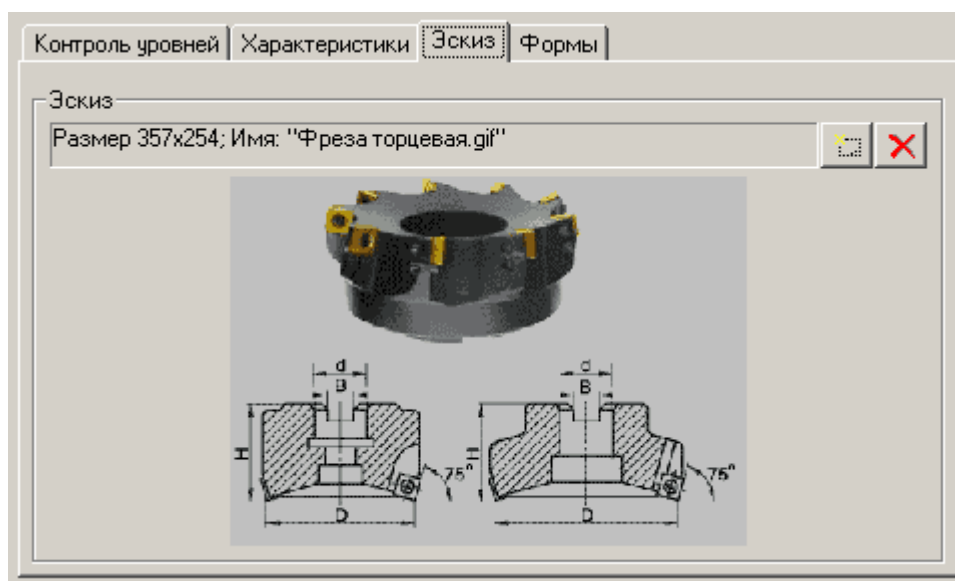 Контроль уровней Характеристики Эскиз Формы
Эскиз
Размер 357x254; Имя: "Фреза торцевая.gif"
d d
B B
H H
75° 75°
D D